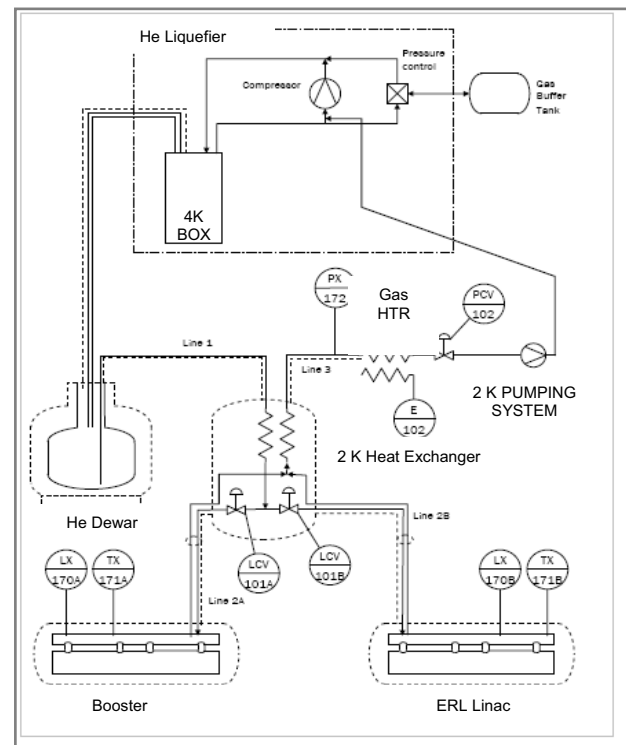 He Liquefier
Pressure
control
Compressor
Gas
Buffer
Tank
4K
BOX
PX
172
Gas
HTR
PCV
102
Line 1
Line 3
E
102
2 K PUMPING
SYSTEM
2 K Heat Exchanger
He Dewar
Line 2B
LCV
101A
LCV
101B
LX
170A
TX
171A
Line 2A
LX
170B
TX
171B
Booster
ERL Linac